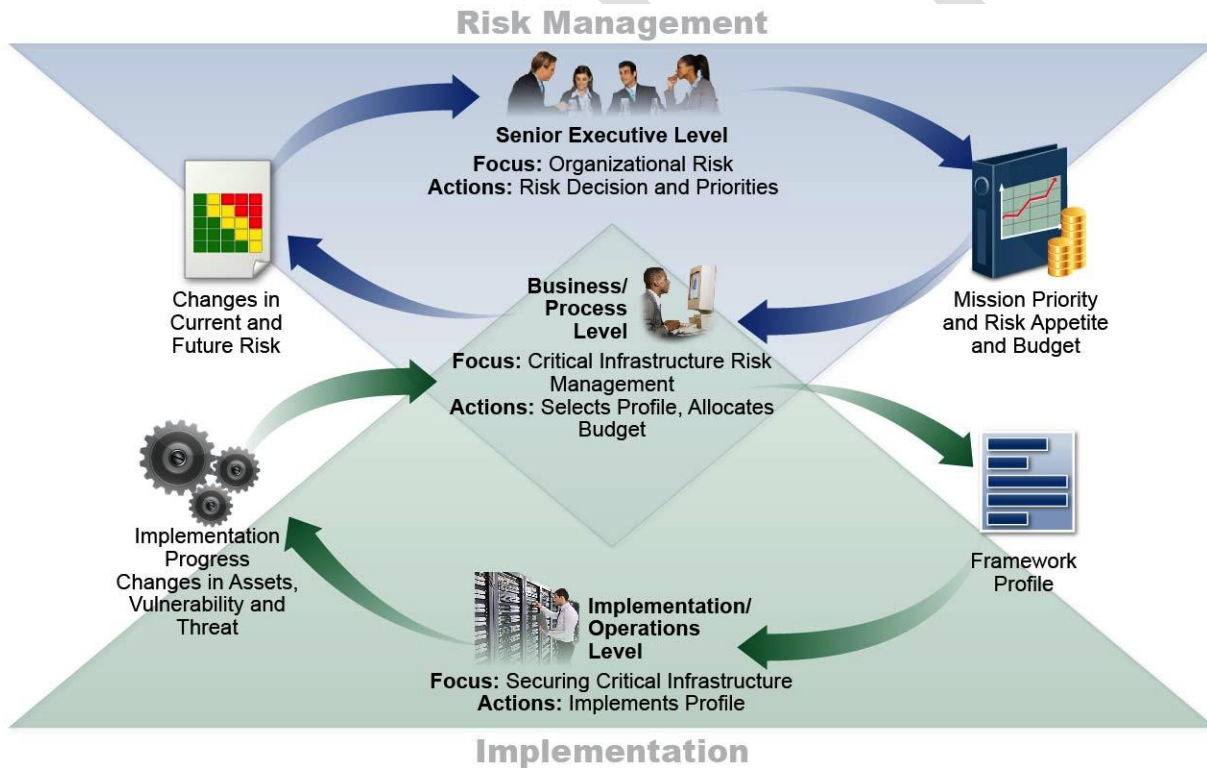 Risk Management
Senior Executive Level
Focus: Organizational Risk
Actions: Risk Decision and Priorities
Changes in
Current and
Future Risk
Mission Priority
and Risk Appetite
and Budget
Business/
Process
Level
Focus: Critical Infrastructure Risk
Management
Actions: Selects Profile, Allocates
Budget
Implementation
Progress
Changes in Assets,
Vulnerability and
Threat
Framework
Profile
Implementation/
Operations
Level
Focus: Securing Critical Infrastructure
Actions: Implements Profile
Implementation